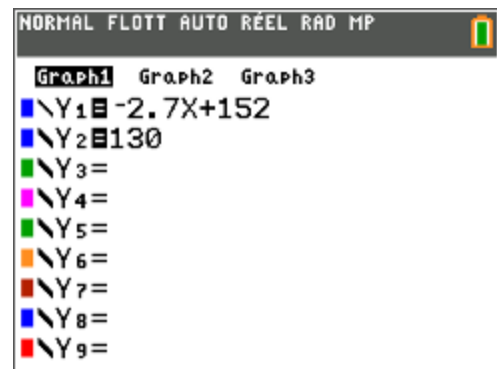 NORMAL FLOTT AUTO RÉEL RAD MP
Graph1 Graph2 Graph3
\Y1=-2.7X+152
\Y2=130
\Y3=
\Y4=
\Y5=
\Y6=
\Y7=
\Y8=
\Y9=